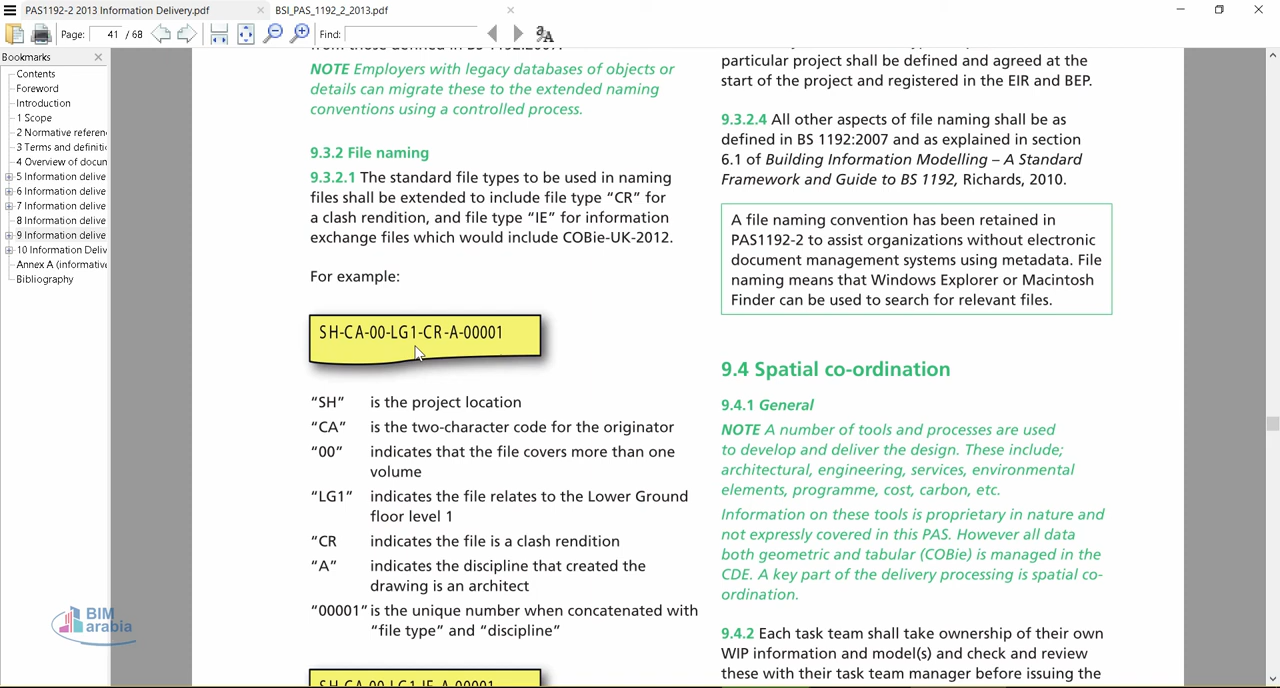 PAS1192-2 2013 Information Delivery.pdf
BSI_PAS_1192_2_2013.pdf
Page: 41 / 68
Find:
Bookmarks
Contents
Foreword
Introduction
1 Scope
2 Normative referen
3 Terms and definiti
4 Overview of docum
5 Information delive
6 Information delive
7 Information delive
8 Information delive
9 Information delive
10 Information Deliv
Annex A (informative
Bibliography
from those defined in BS 1192:2007.
NOTE Employers with legacy databases of objects or
details can migrate these to the extended naming
conventions using a controlled process.
9.3.2 File naming
9.3.2.1 The standard file types to be used in naming
files shall be extended to include file type “CR” for
a clash rendition, and file type “IE” for information
exchange files which would include COBie-UK-2012.
For example:
SH-CA-00-LG1-CR-A-00001
“SH” is the project location
“CA” is the two-character code for the originator
“00” indicates that the file covers more than one
volume
“LG1” indicates the file relates to the Lower Ground
floor level 1
“CR indicates the file is a clash rendition
“A” indicates the discipline that created the
drawing is an architect
“00001” is the unique number when concatenated with
“file type” and “discipline”
SH-CA-00-LG1-IE-A-00001
particular project shall be defined and agreed at the
start of the project and registered in the EIR and BEP.
9.3.2.4 All other aspects of file naming shall be as
defined in BS 1192:2007 and as explained in section
6.1 of Building Information Modelling – A Standard
Framework and Guide to BS 1192, Richards, 2010.
A file naming convention has been retained in
PAS1192-2 to assist organizations without electronic
document management systems using metadata. File
naming means that Windows Explorer or Macintosh
Finder can be used to search for relevant files.
9.4 Spatial co-ordination
9.4.1 General
NOTE A number of tools and processes are used
to develop and deliver the design. These include;
architectural, engineering, services, environmental
elements, programme, cost, carbon, etc.
Information on these tools is proprietary in nature and
not expressly covered in this PAS. However all data
both geometric and tabular (COBie) is managed in the
CDE. A key part of the delivery processing is spatial co-
ordination.
9.4.2 Each task team shall take ownership of their own
WIP information and model(s) and check and review
these with their task team manager before issuing the
BIM
arabia